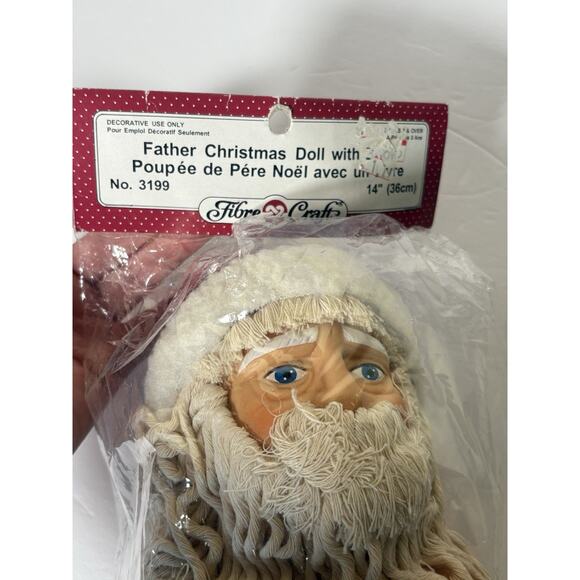 DECORATIVE USE ONLY
Pour Emploi Décoratif Seulement
& OVER
Father Christmas Doll with
Poupée de Pére Noël avec un
No. 3199
14" (36cm)
Fibre Craft